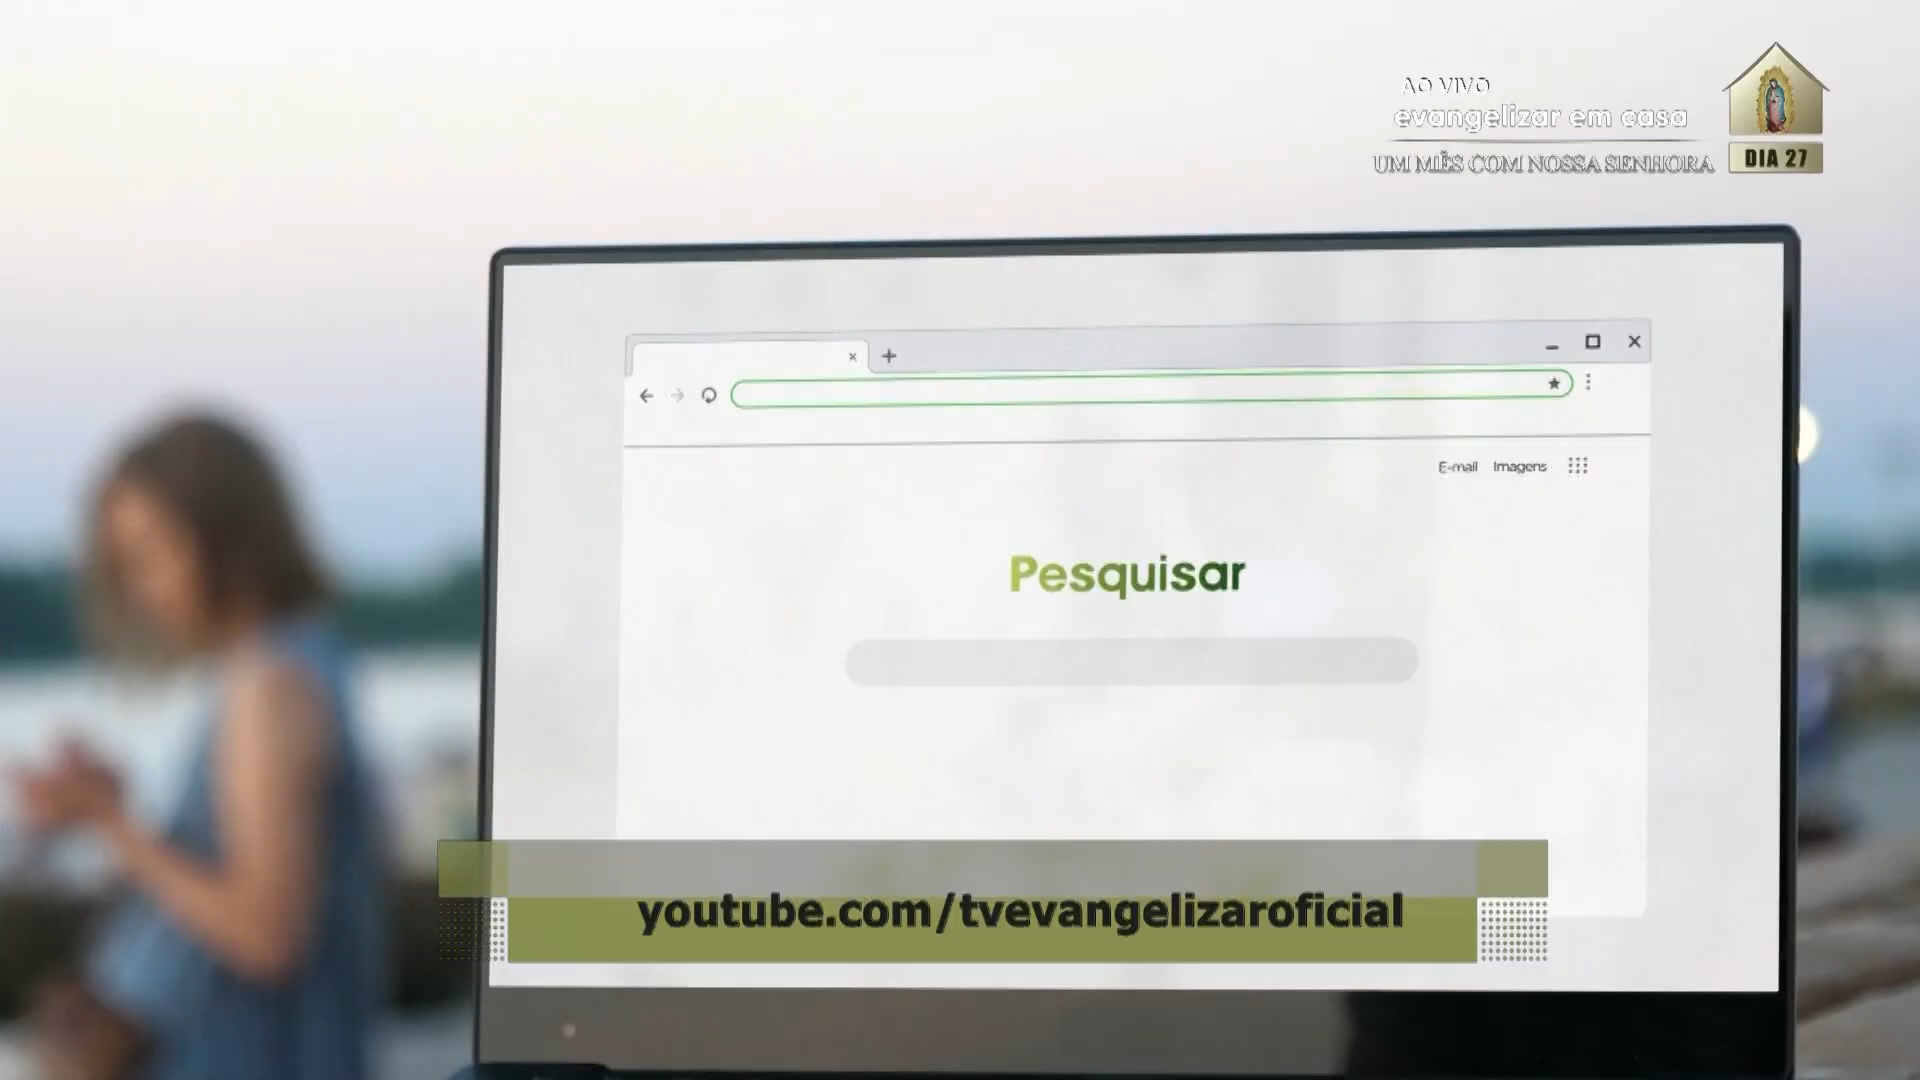 AO VIVO
evangelizar em casa
UM MÊS COM NOSSA SENHORA
DIA 27
E-mail Imagens
Pesquisar
youtube.com/tvevangelizaroficial